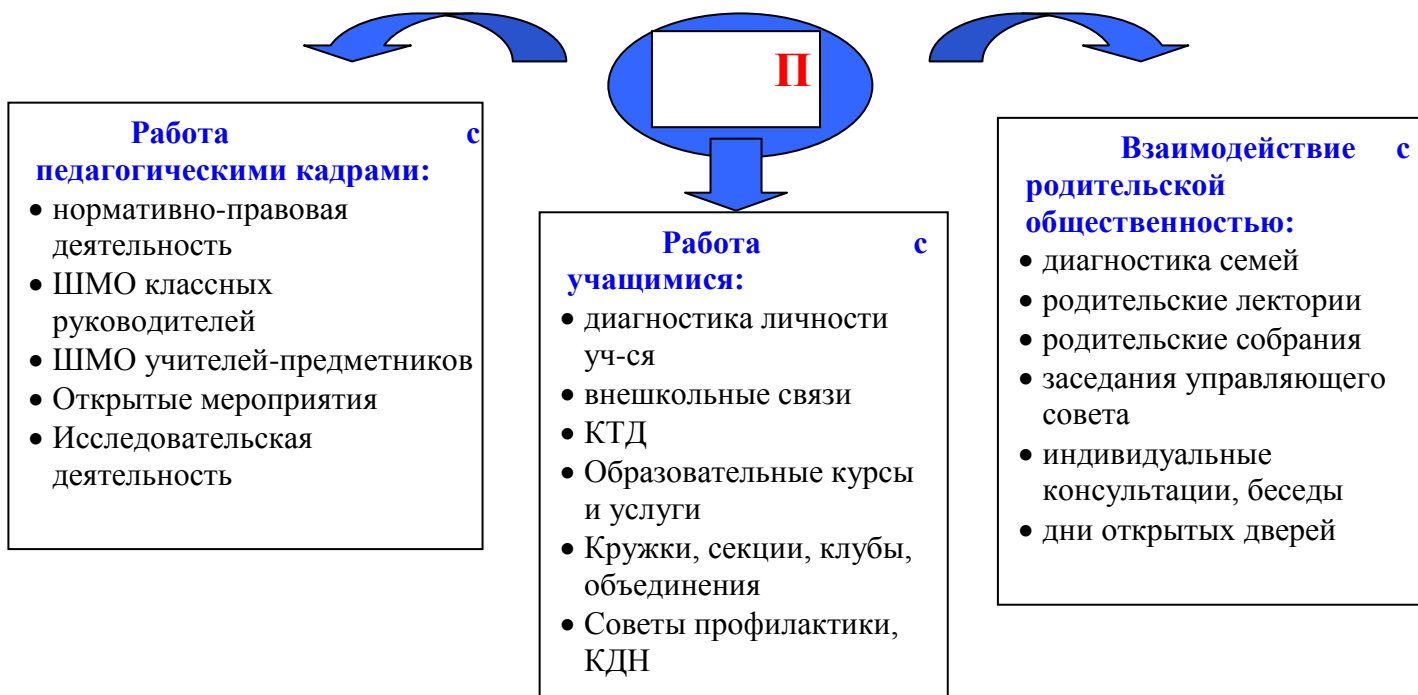 П
Работа с
педагогическими кадрами:
• нормативно-правовая
деятельность
• ШМО классных
руководителей
• ШМО учителей-предметников
• Открытые мероприятия
• Исследовательская
деятельность
Работа с
учащимися:
• диагностика личности
уч-ся
• внешкольные связи
• КТД
• Образовательные курсы
и услуги
• Кружки, секции, клубы,
объединения
• Советы профилактики,
КДН
Взаимодействие с
родительской
общественностью:
• диагностика семей
• родительские лектории
• родительские собрания
• заседания управляющего
совета
• индивидуальные
консультации, беседы
• дни открытых дверей